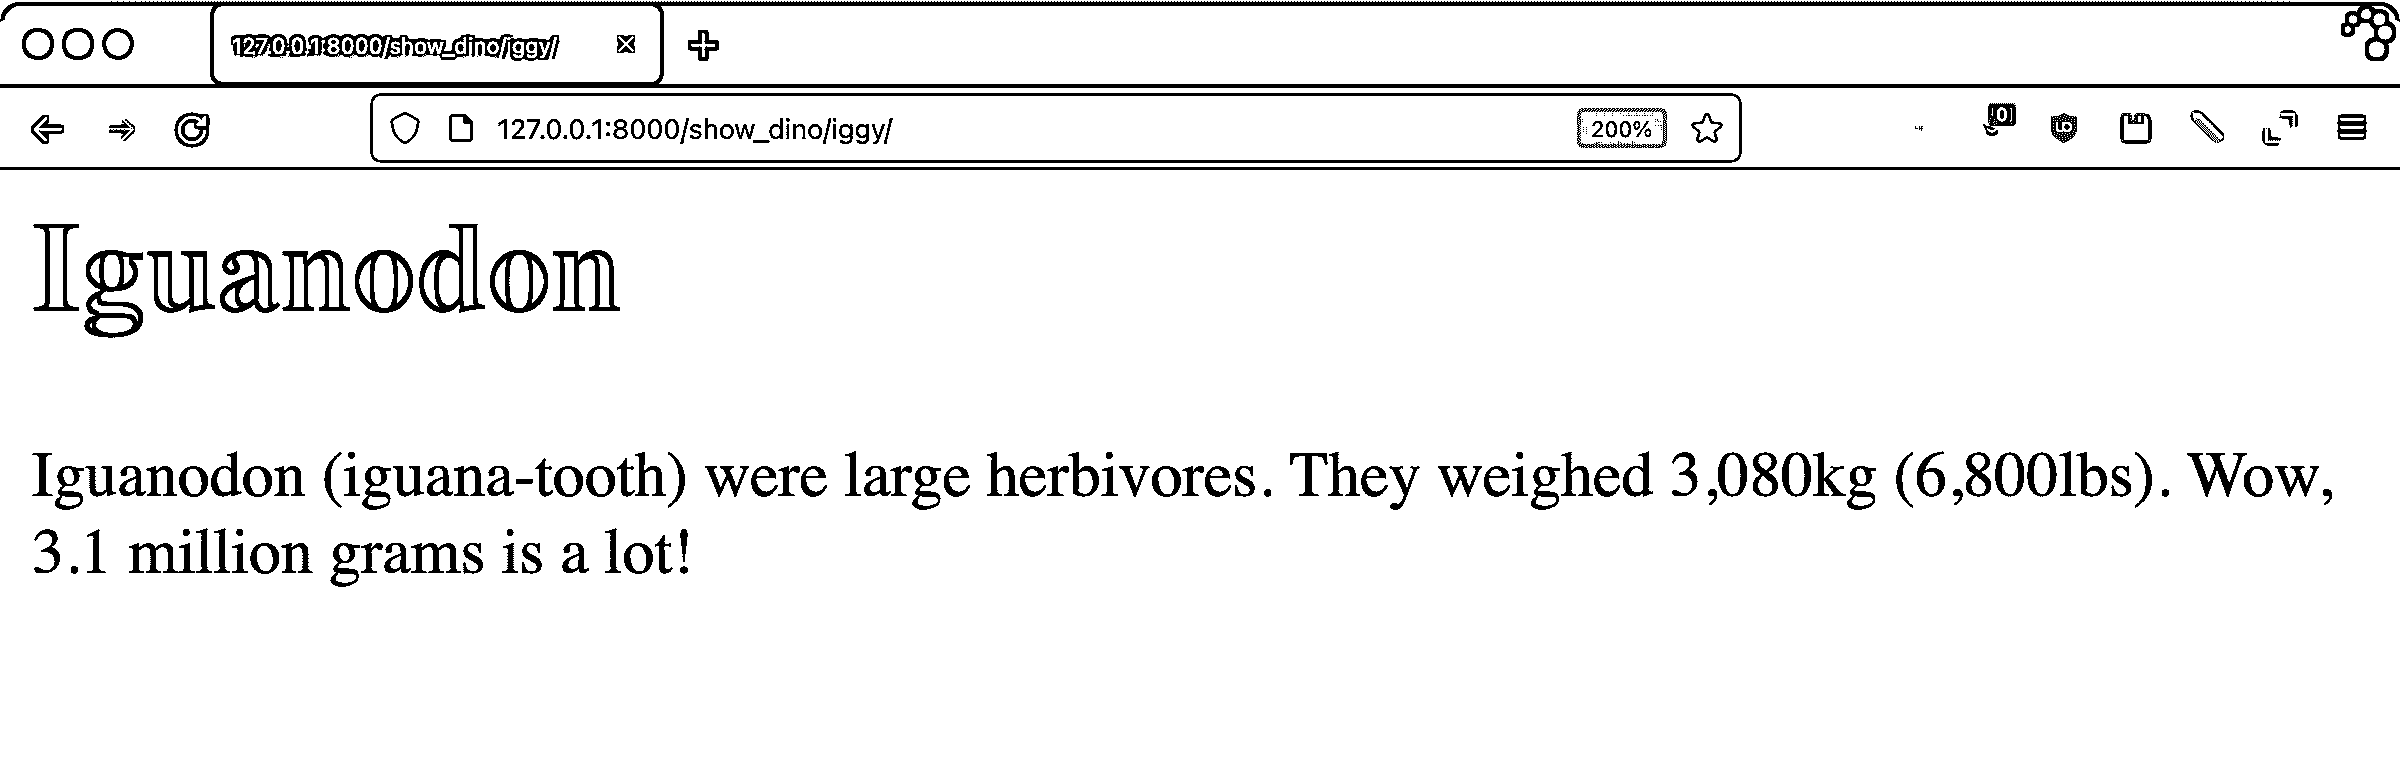 127.0.0.1:8000/show_dino/iggy/
127.0.0.1:8000/show_dino/iggy/ 200%
Iguanodon
Iguanodon (iguana-tooth) were large herbivores. They weighed 3,080kg (6,800lbs). Wow,
3.1 million grams is a lot!